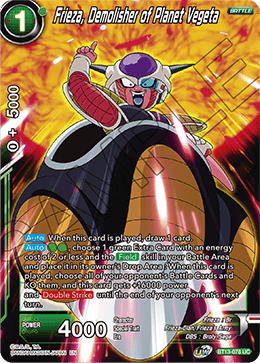 BATTLE
1
Frieza, Demolisher of Planet Vegeta
0 + 5000
Auto When this card is played, draw 1 card.
Auto : choose 1 green Extra Card with an energy
cost of 2 or less and the Field skill in your Battle Area
and place it in its owner's Drop Area : When this card is
played, choose all of your opponent's Battle Cards and
KO them, and this card gets +16000 power
and Double Strike until the end of your opponent's next
turn.
POWER
4000
Character
Special Trait
Era
Frieza : Br
Frieza Clan, Frieza's Army
DBS : Broly Saga
BT13-078 UC